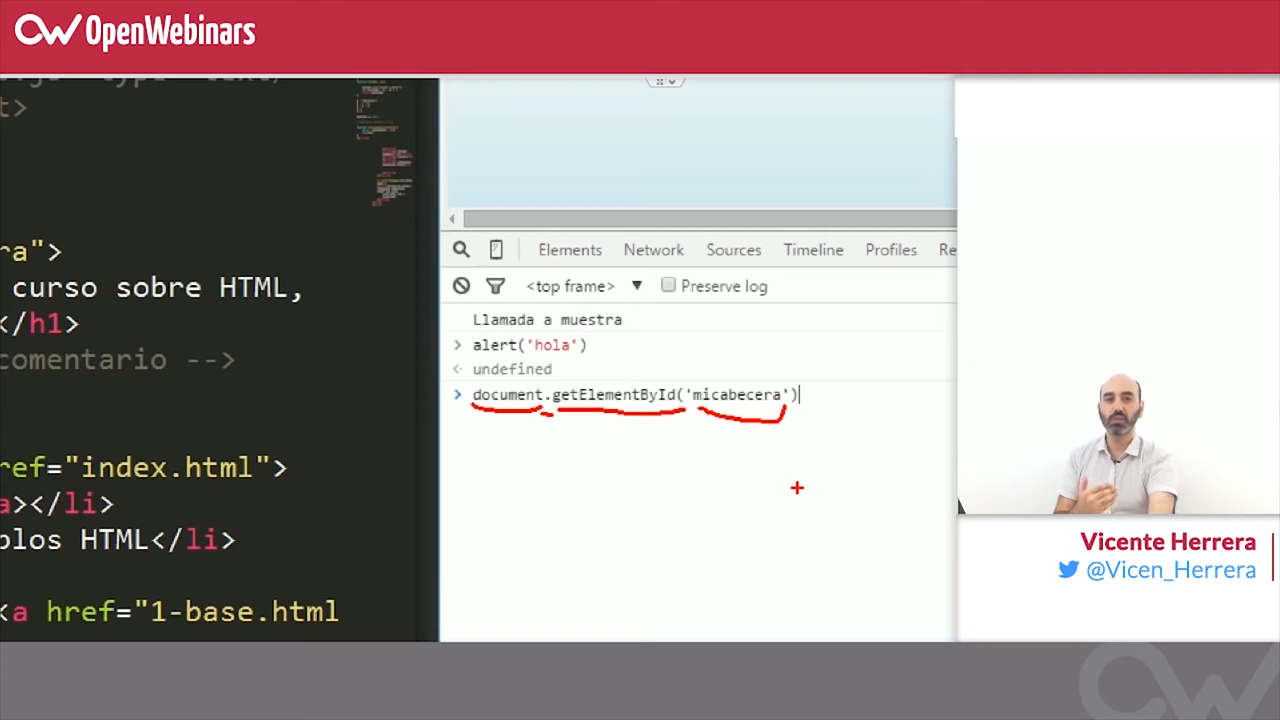 OpenWebinars
t>
ra">
curso sobre HTML,
</h1>
comentario -->
ref="index.html">
a></li>
plos HTML</li>
<a href="1-base.html
Elements Network Sources Timeline Profiles Re
<top frame> ▼ Preserve log
Llamada a muestra
> alert('hola')
undefined
> document.getElementById('micabecera')
Vicente Herrera
@Vicen_Herrera